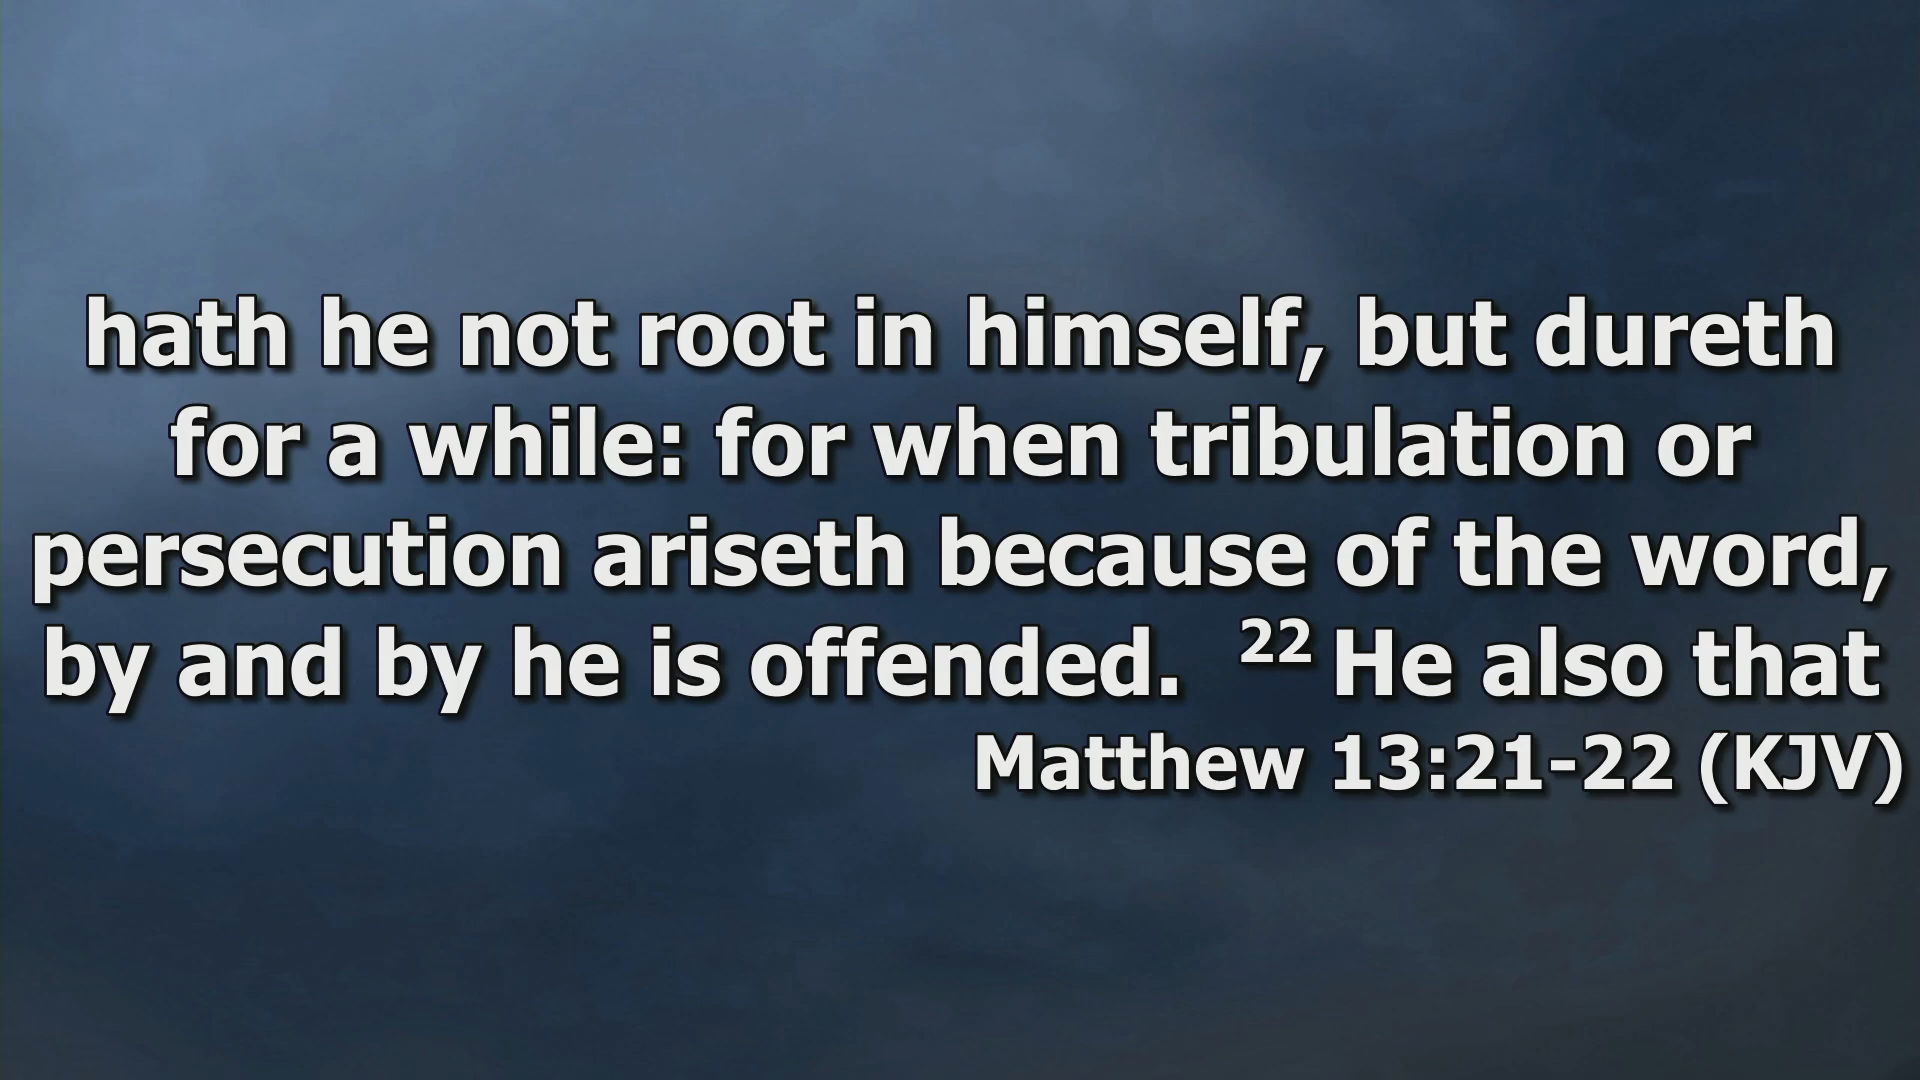 hath he not root in himself, but dureth
for a while: for when tribulation or
persecution ariseth because of the word,
by and by he is offended. 22 He also that
Matthew 13:21-22 (KJV)